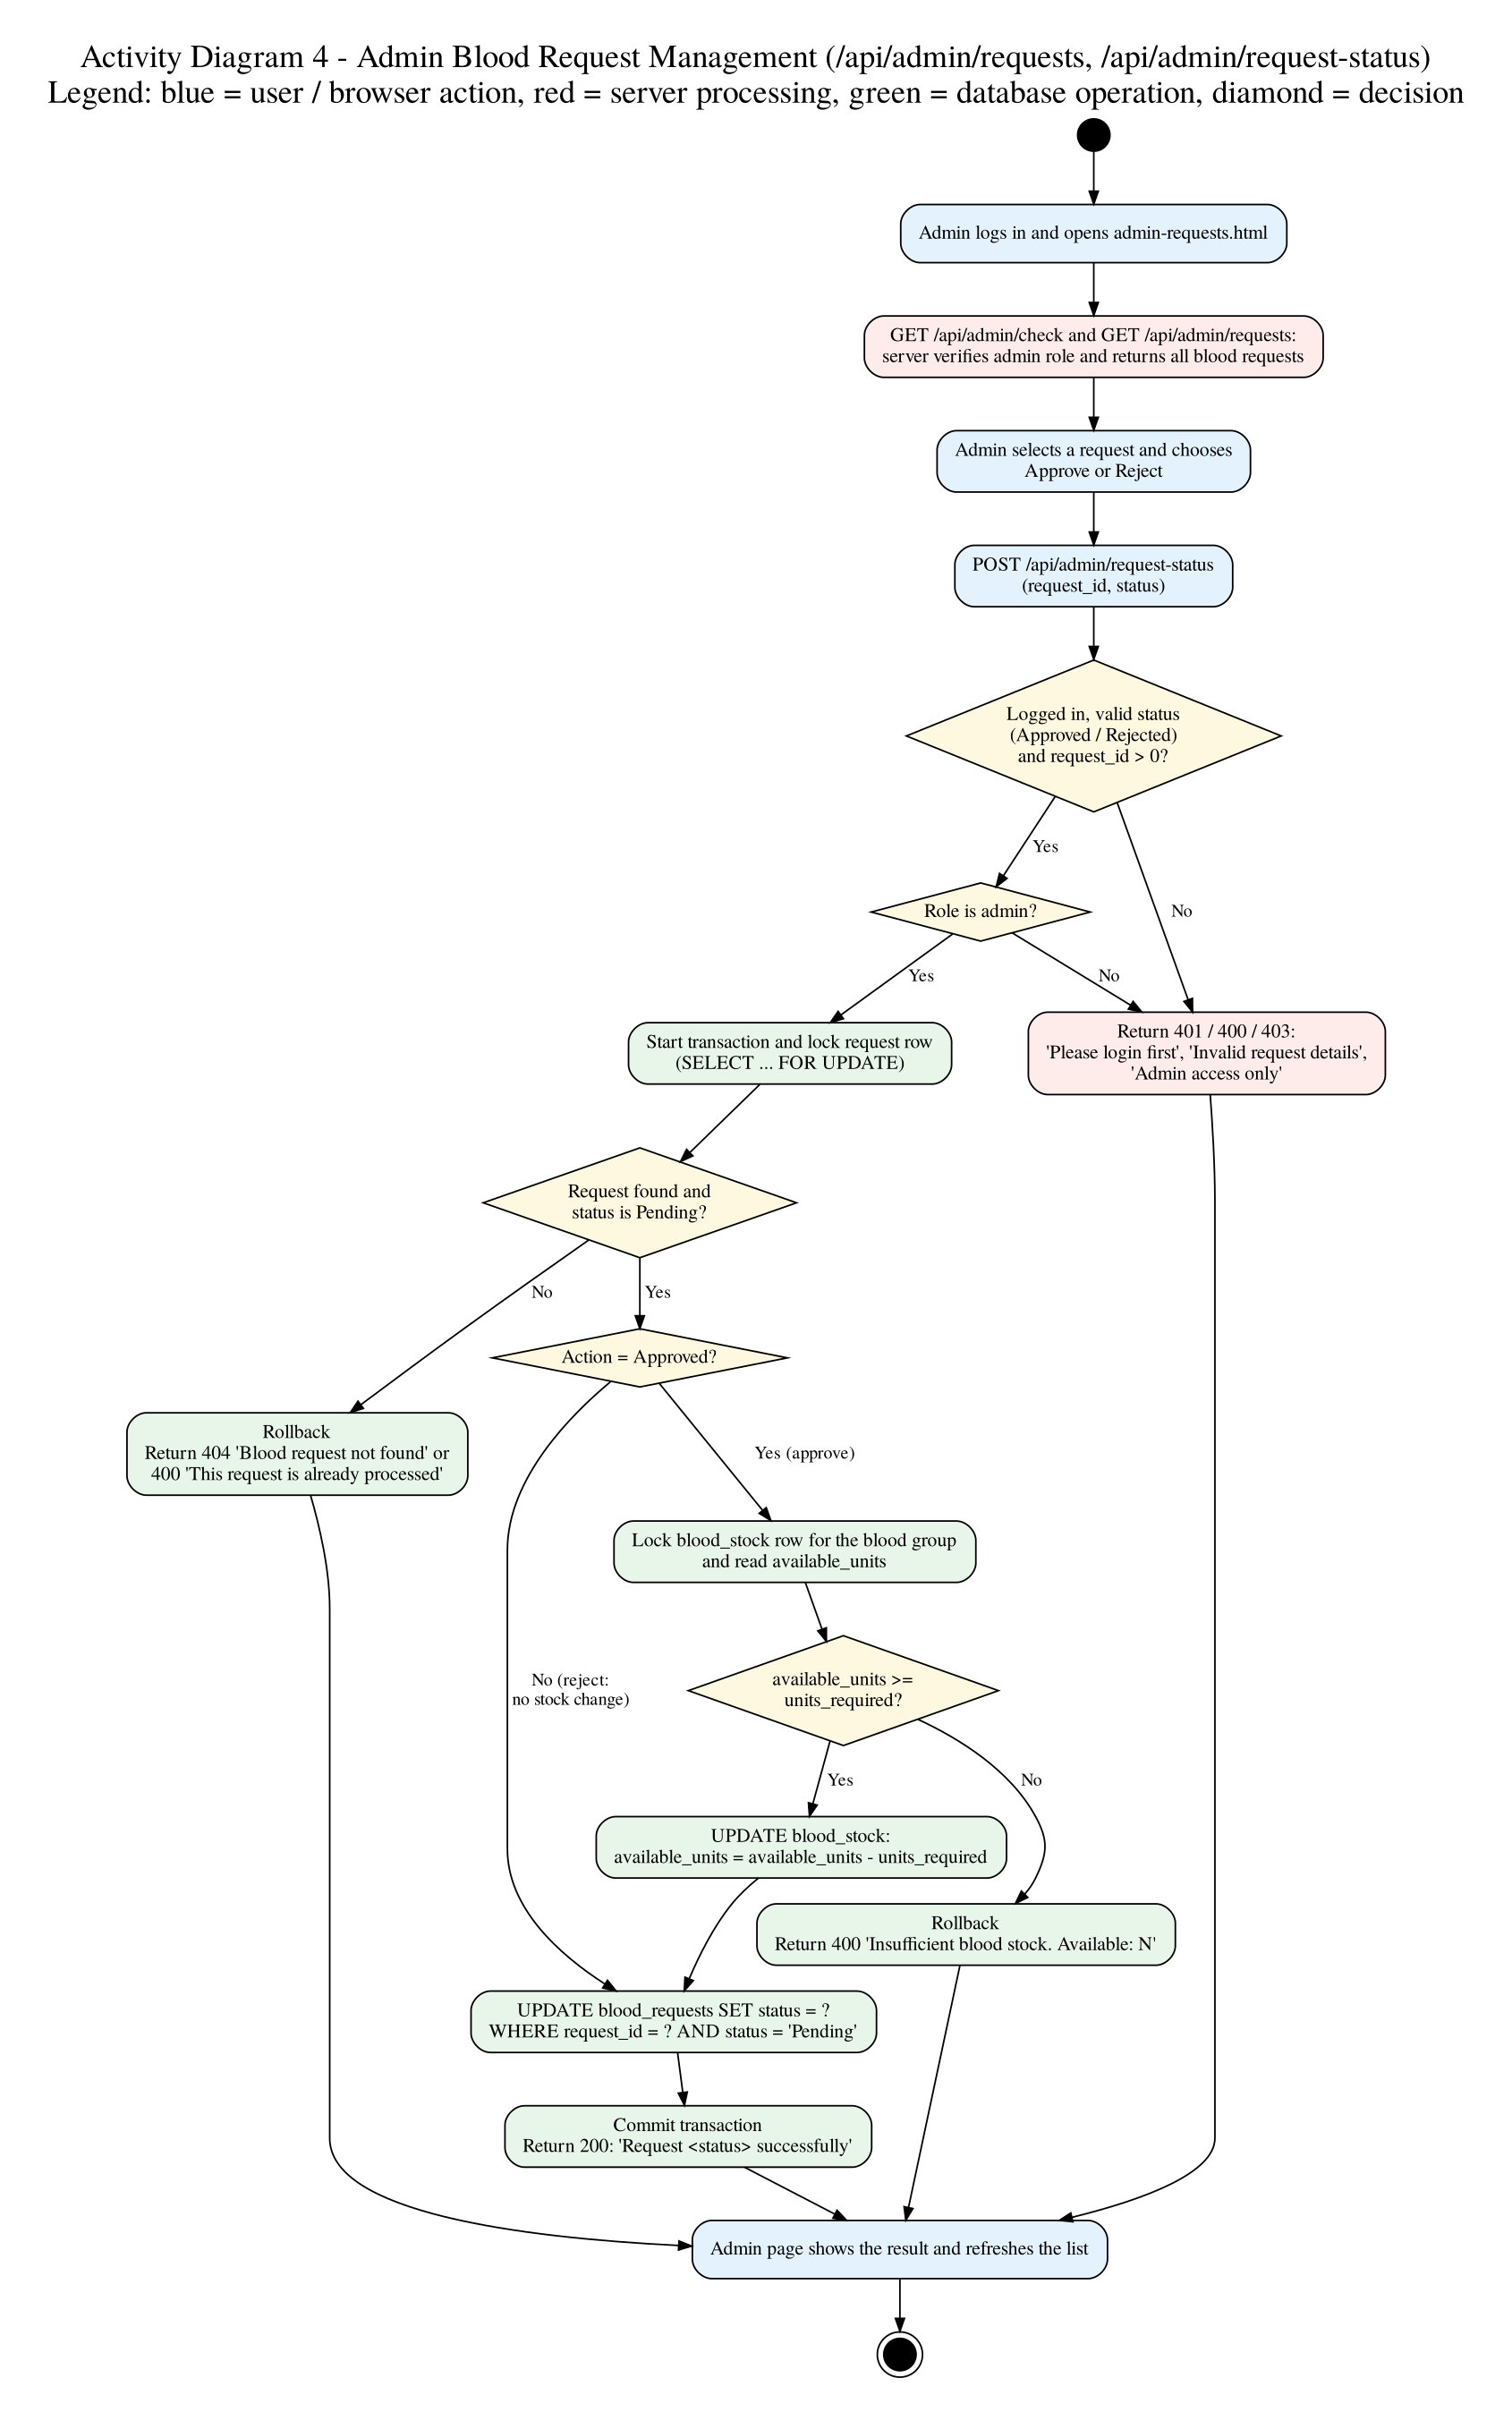 Activity Diagram 4 - Admin Blood Request Management (/api/admin/requests, /api/admin/request-status)
Legend: blue = user / browser action, red = server processing, green = database operation, diamond = decision
Admin logs in and opens admin-requests.html
GET /api/admin/check and GET /api/admin/requests:
server verifies admin role and returns all blood requests
Admin selects a request and chooses
Approve or Reject
POST /api/admin/request-status
(request_id, status)
Logged in, valid status
(Approved / Rejected)
and request_id > 0?
Yes
No
Role is admin?
Yes
No
Start transaction and lock request row
(SELECT ... FOR UPDATE)
Return 401 / 400 / 403:
'Please login first', 'Invalid request details',
'Admin access only'
Request found and
status is Pending?
No
Yes
Action = Approved?
Rollback
Return 404 'Blood request not found' or
400 'This request is already processed'
Yes (approve)
Lock blood_stock row for the blood group
and read available_units
No (reject:
no stock change)
available_units >=
units_required?
Yes
No
UPDATE blood_stock:
available_units = available_units - units_required
Rollback
Return 400 'Insufficient blood stock. Available: N'
UPDATE blood_requests SET status = ?
WHERE request_id = ? AND status = 'Pending'
Commit transaction
Return 200: 'Request <status> successfully'
Admin page shows the result and refreshes the list